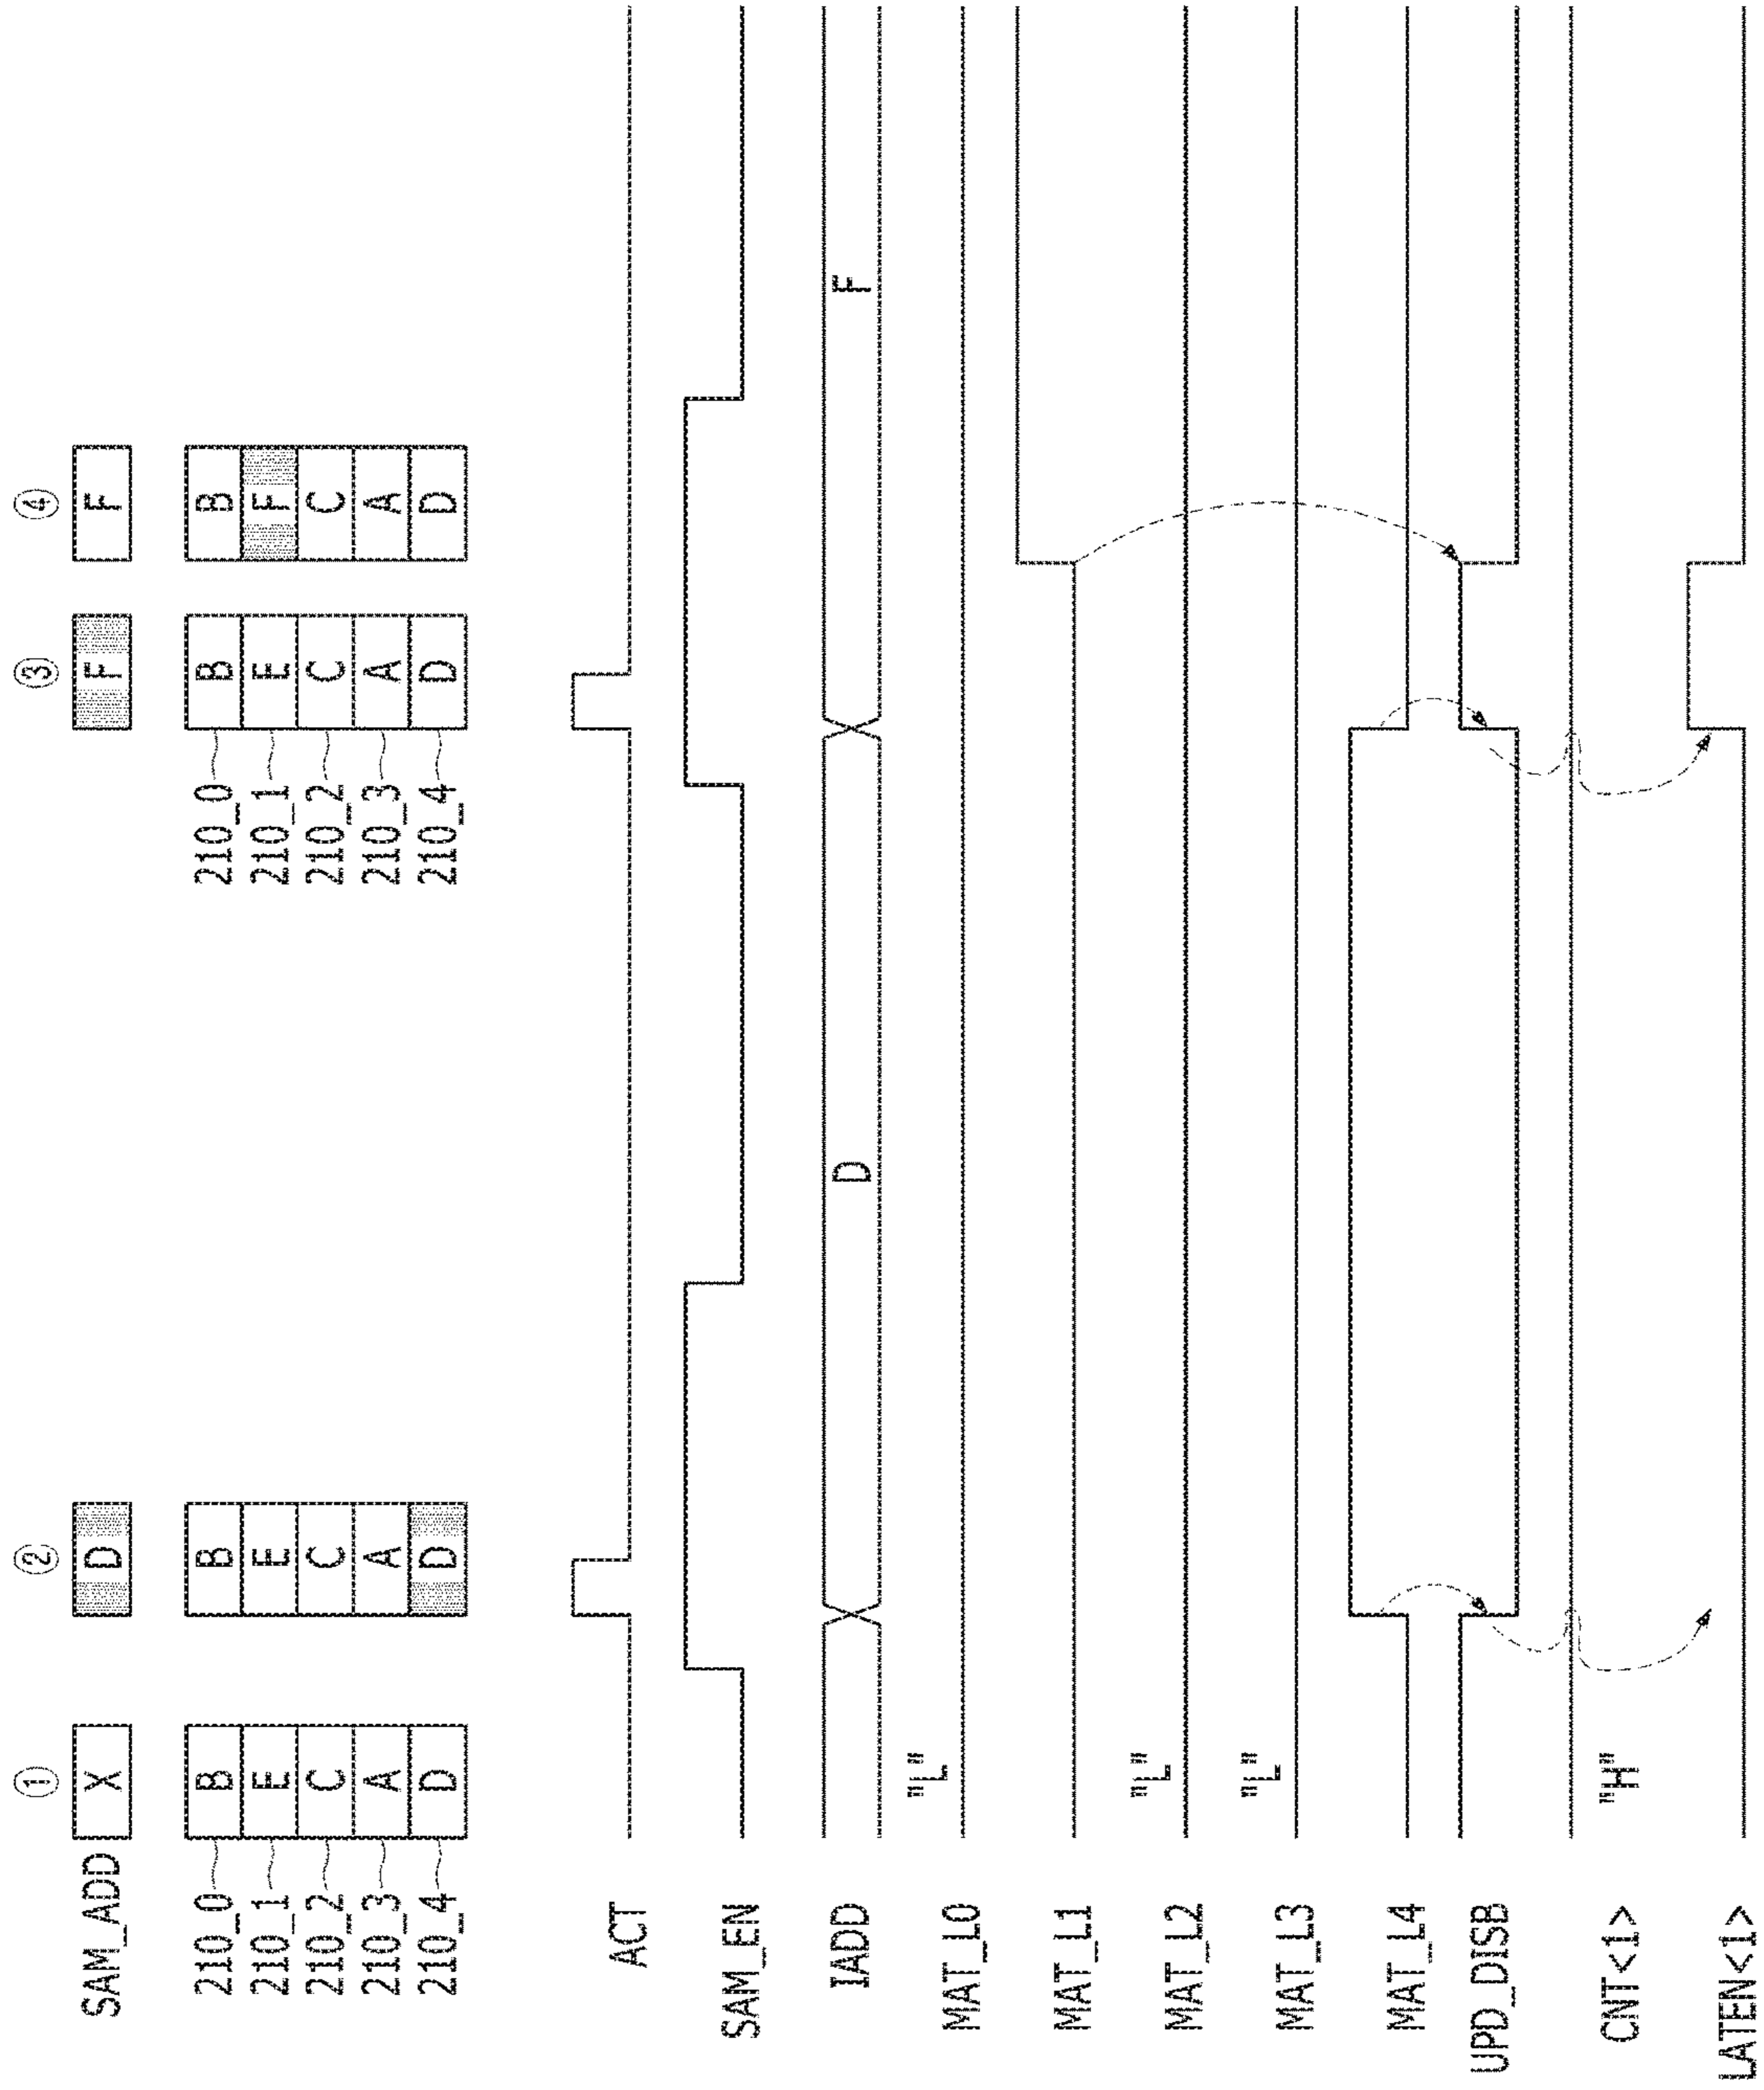 ① ② ③ ④
SAM_ADD X D F F
210_0 B B 210_0 B B
210_1 E E 210_1 E F
210_2 C C 210_2 C C
210_3 A A 210_3 A A
210_4 D D 210_4 D D
ACT
SAM_EN
IADD D F
MAT_L0 "L"
MAT_L1
MAT_L2 "L"
MAT_L3 "L"
MAT_L4
UPD_DISB
CNT<1> "H"
LATEN<1>